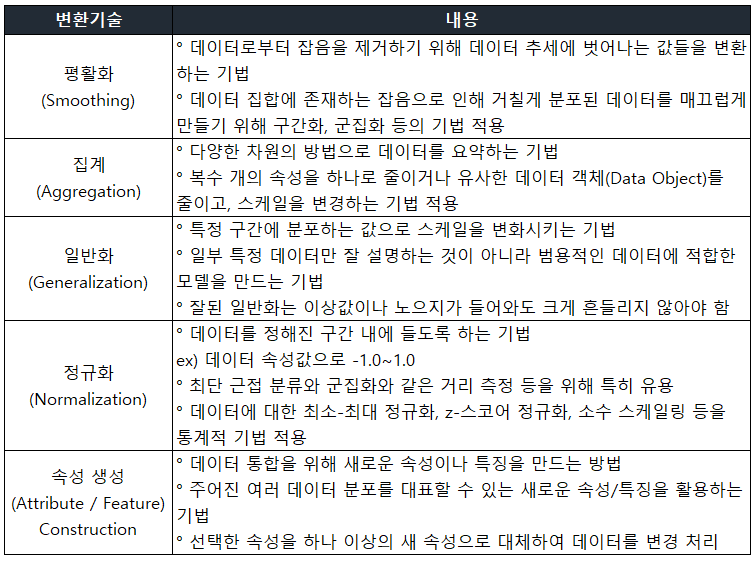 변환기술
내용
평활화
(Smoothing)
° 데이터로부터 잡음을 제거하기 위해 데이터 추세에 벗어나는 값들을 변환
하는 기법
° 데이터 집합에 존재하는 잡음으로 인해 거칠게 분포된 데이터를 매끄럽게
만들기 위해 구간화, 군집화 등의 기법 적용
집계
(Aggregation)
° 다양한 차원의 방법으로 데이터를 요약하는 기법
° 복수 개의 속성을 하나로 줄이거나 유사한 데이터 객체(Data Object)를
줄이고, 스케일을 변경하는 기법 적용
일반화
(Generalization)
° 특정 구간에 분포하는 값으로 스케일을 변화시키는 기법
° 일부 특정 데이터만 잘 설명하는 것이 아니라 범용적인 데이터에 적합한
모델을 만드는 기법
° 잘된 일반화는 이상값이나 노으지가 들어와도 크게 흔들리지 않아야 함
정규화
(Normalization)
° 데이터를 정해진 구간 내에 들도록 하는 기법
ex) 데이터 속성값으로 -1.0~1.0
° 최단 근접 분류와 군집화와 같은 거리 측정 등을 위해 특히 유용
° 데이터에 대한 최소-최대 정규화, z-스코어 정규화, 소수 스케일링 등을
통계적 기법 적용
속성 생성
(Attribute / Feature)
Construction
° 데이터 통합을 위해 새로운 속성이나 특징을 만드는 방법
° 주어진 여러 데이터 분포를 대표할 수 있는 새로운 속성/특징을 활용하는
기법
° 선택한 속성을 하나 이상의 새 속성으로 대체하여 데이터를 변경 처리